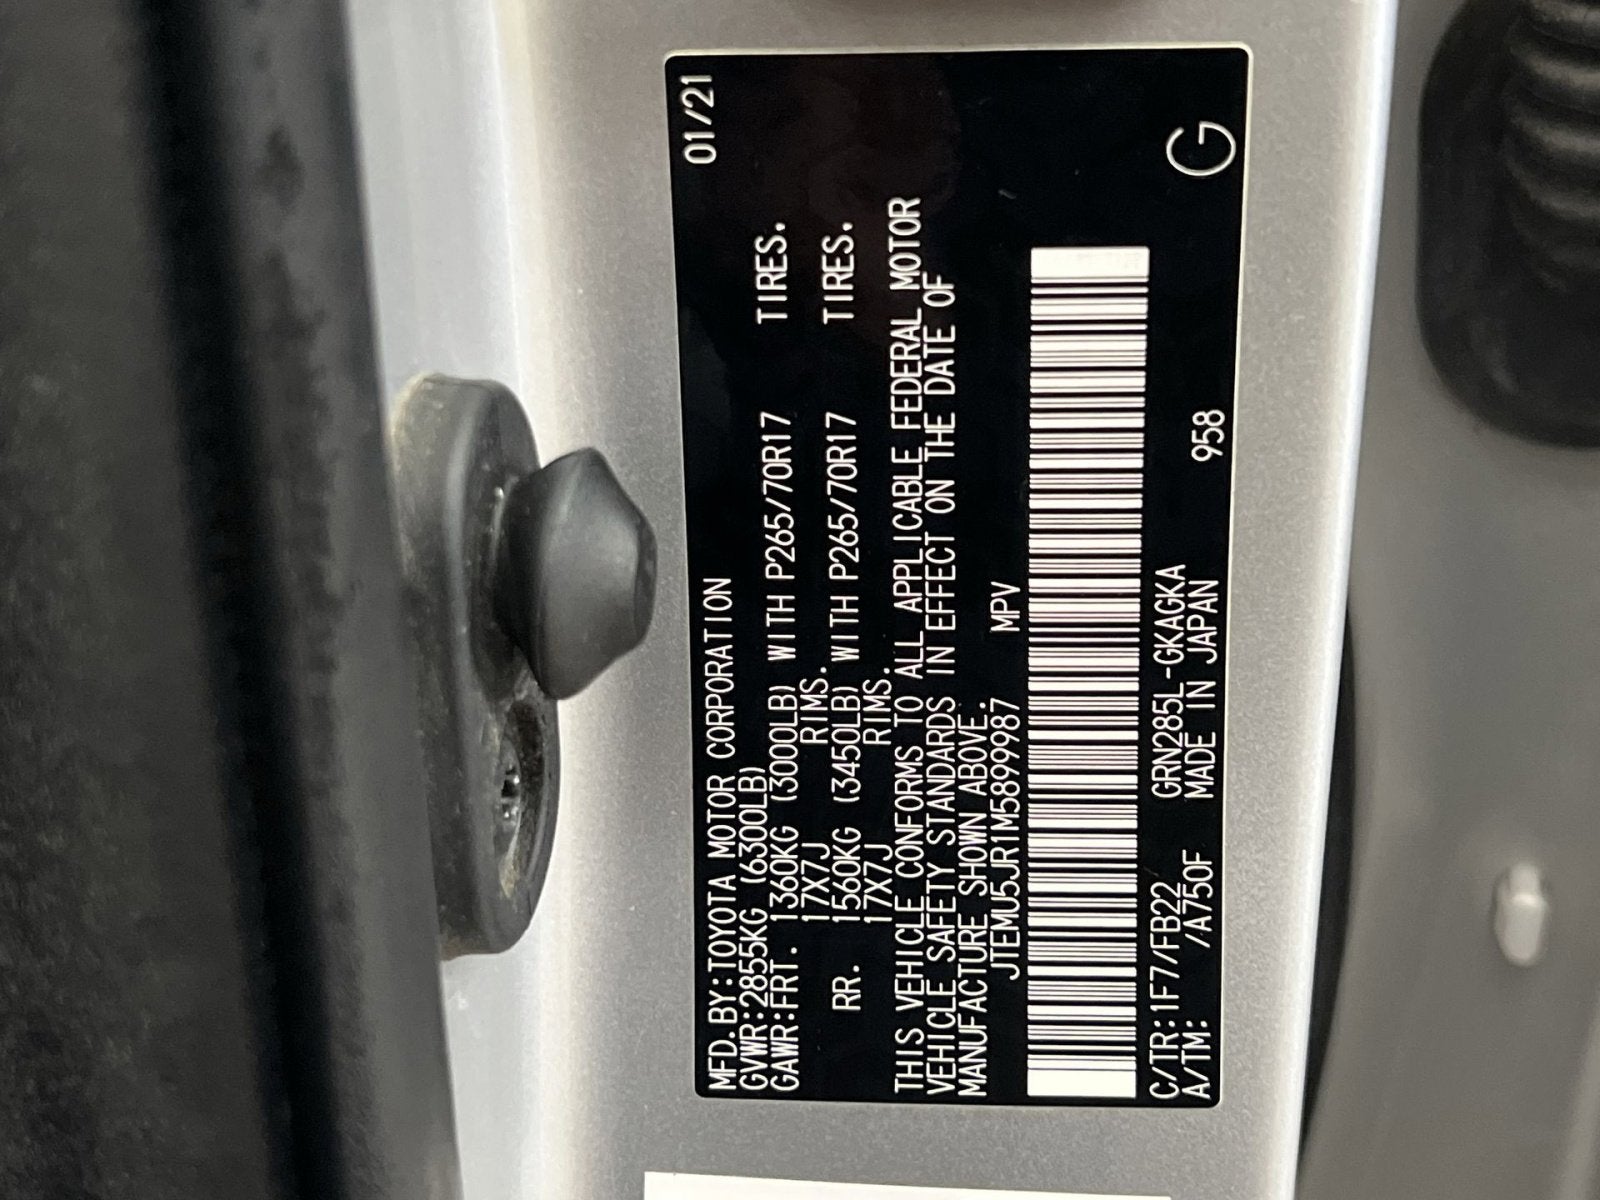 MFD.BY:TOYOTA MOTOR CORPORATION 01/21
GVWR:2855KG (6300LB)
GAWR:FRT. 1360KG (3000LB) WITH P265/70R17 TIRES.
17X7J RIMS.
RR. 1560KG (3450LB) WITH P265/70R17 TIRES.
17X7J RIMS.
THIS VEHICLE CONFORMS TO ALL APPLICABLE FEDERAL MOTOR
VEHICLE SAFETY STANDARDS IN EFFECT ON THE DATE OF
MANUFACTURE SHOWN ABOVE.
JTEMU5JR1M5899987 MPV
C/TR:1F7/FB22 GRN285L-GKAGKA
A/TM: /A750F MADE IN JAPAN 958 G